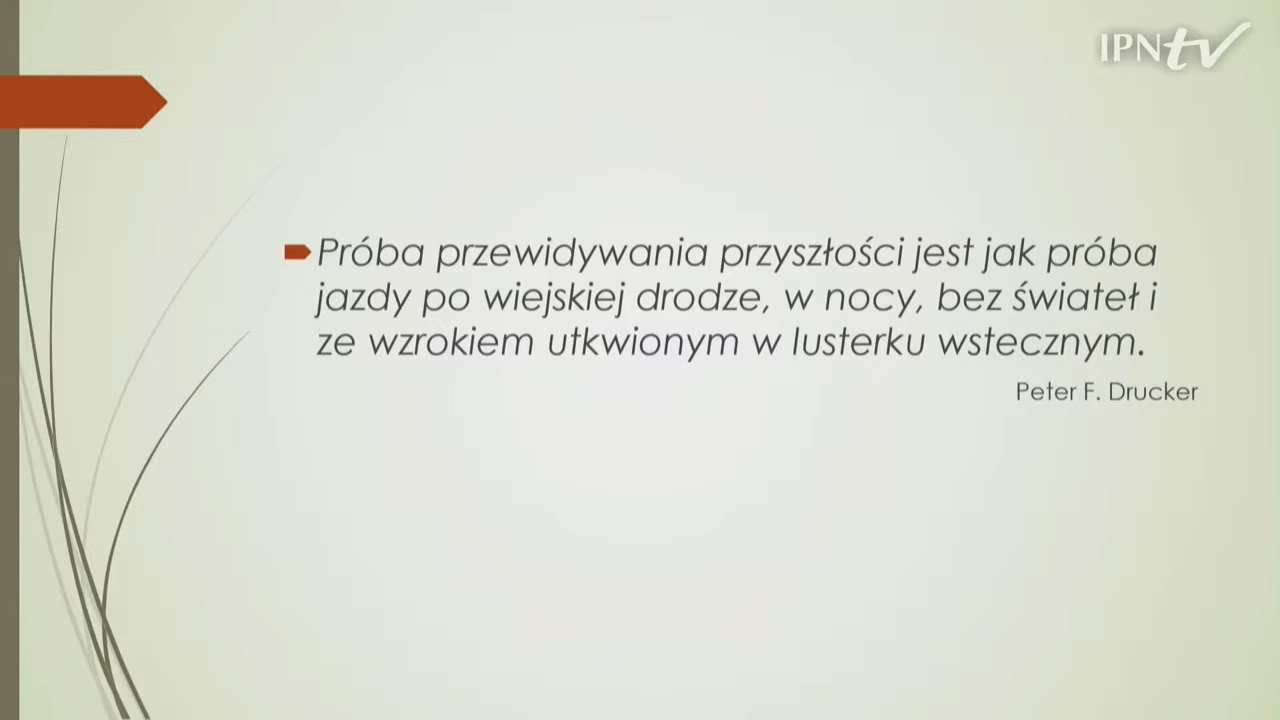 IPNtv
Próba przewidywania przyszłości jest jak próba
jazdy po wiejskiej drodze, w nocy, bez świateł i
ze wzrokiem utkwionym w lusterku wstecznym.
Peter F. Drucker